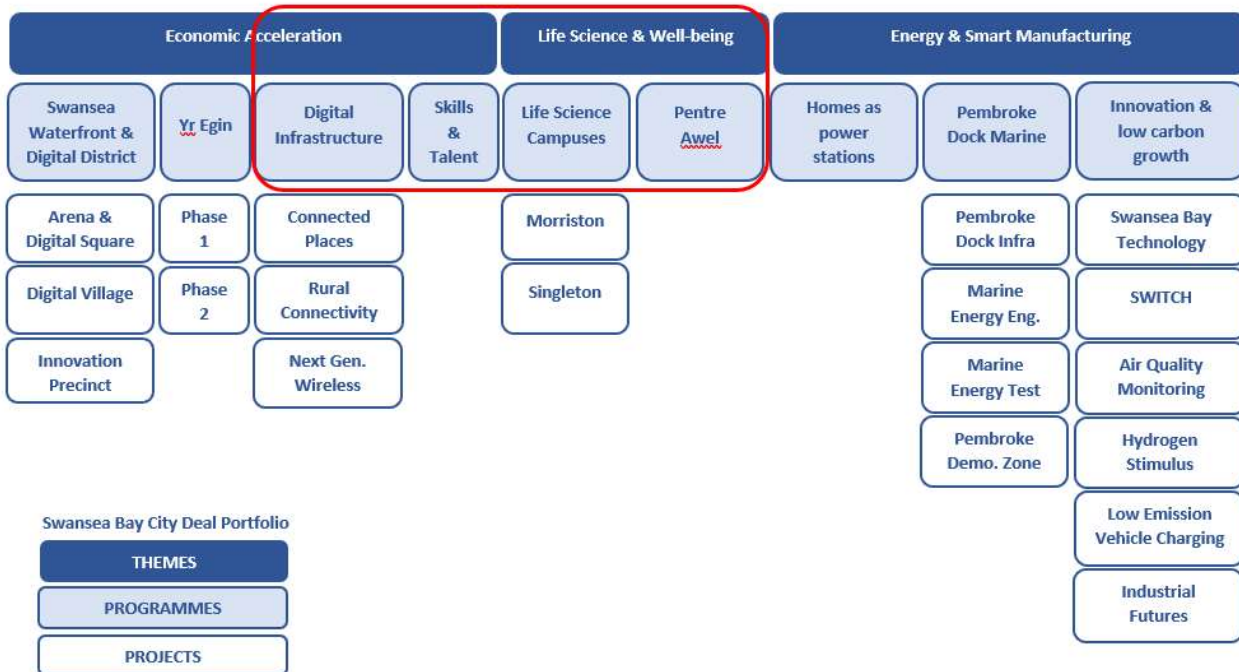 Economic Acceleration
Life Science & Well-being
Energy & Smart Manufacturing
Swansea
Waterfront &
Digital District
Yr Egin
Digital
Infrastructure
Skills
&
Talent
Life Science
Campuses
Pentre
Awel
Homes as
power
stations
Pembroke
Dock Marine
Innovation &
low carbon
growth
Arena &
Digital Square
Phase
1
Connected
Places
Morriston
Pembroke
Dock Infra
Swansea Bay
Technology
Digital Village
Phase
2
Rural
Connectivity
Singleton
Marine
Energy Eng.
SWITCH
Innovation
Precinct
Next Gen.
Wireless
Marine
Energy Test
Air Quality
Monitoring
Pembroke
Demo. Zone
Hydrogen
Stimulus
Low Emission
Vehicle Charging
Industrial
Futures
Swansea Bay City Deal Portfolio
THEMES
PROGRAMMES
PROJECTS